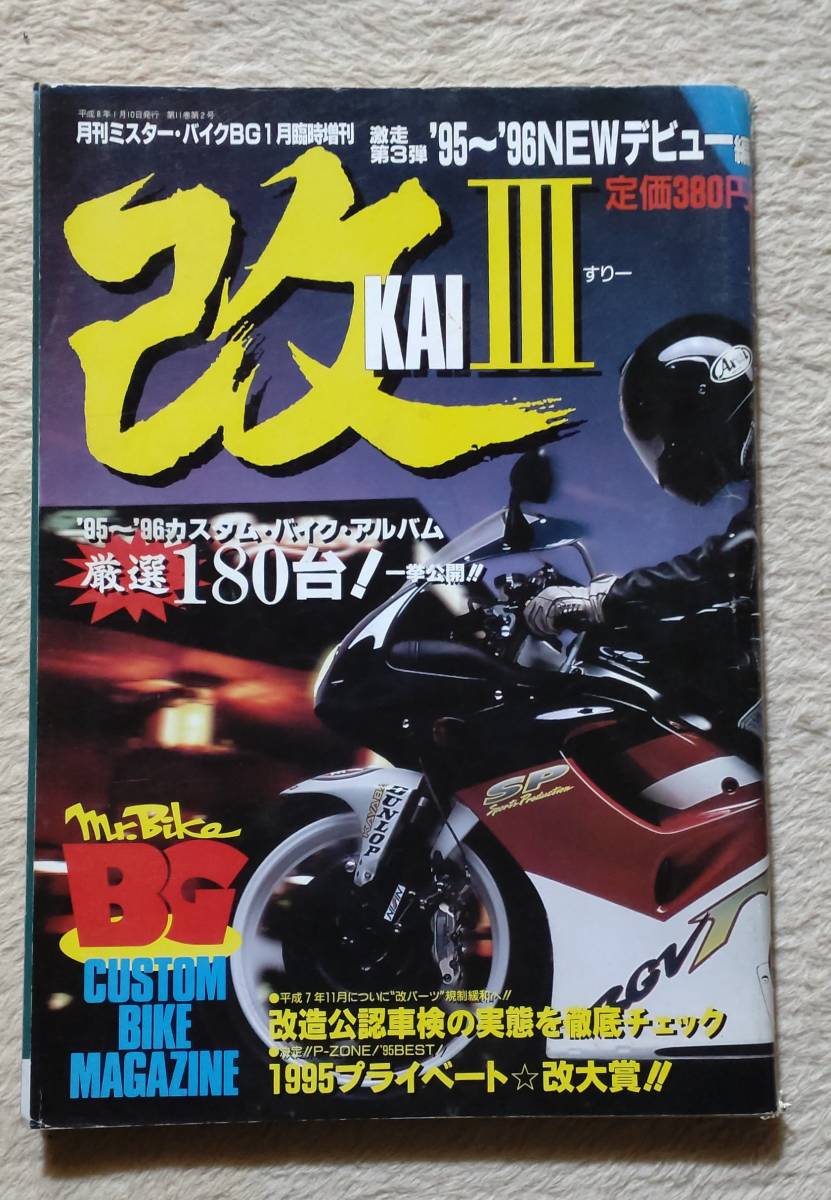 平成8年1月10日発行 第11巻第2号
月刊ミスター・バイクBG1月臨時増刊
激走
第3弾
'95〜'96NEWデビュー編
定価380円
改
KAI
III
すりー
Arai
'95〜'96カスタム・バイク・アルバム
厳選180台!一挙公開!!
SP
Sports Production
KAYABA
DUNLOP
NISSIN
RGVΓ
Mr.Bike
BG
CUSTOM
BIKE
MAGAZINE
●平成7年11月についに"改パーツ"規制緩和へ!!
改造公認車検の実態を徹底チェック
P-ZONE!'95BEST!!
1995プライベート☆改大賞!!